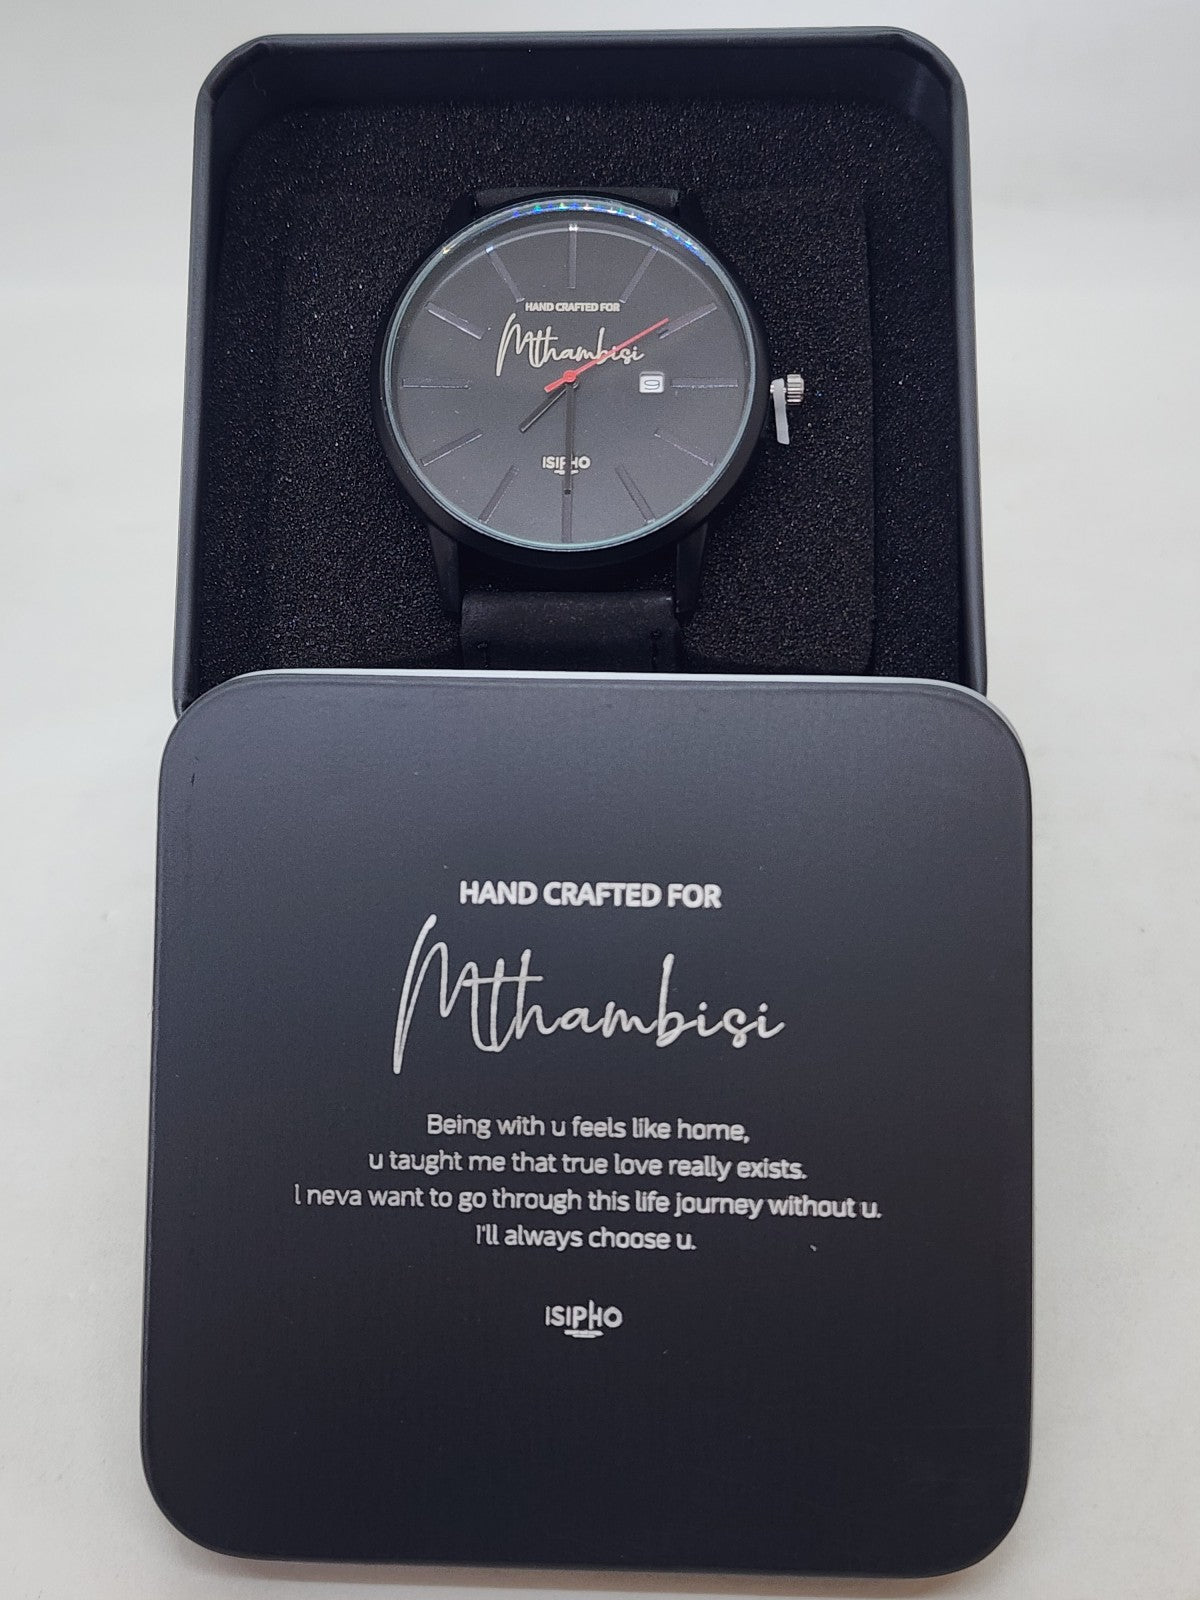 HAND CRAFTED FOR
Mthambisi
9
ISIPHO
HAND CRAFTED FOR
Mthambisi
Being with u feels like home,
u taught me that true love really exists.
I neva want to go through this life journey without u.
I'll always choose u.
ISIPHO